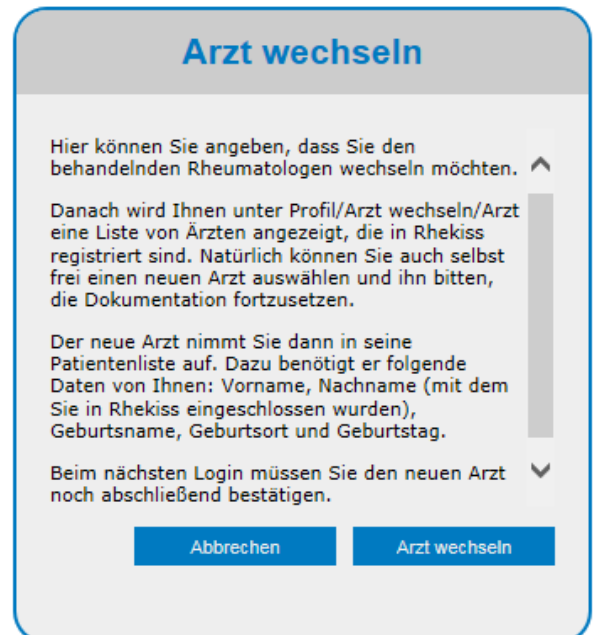 Arzt wechseln
Hier können Sie angeben, dass Sie den
behandelnden Rheumatologen wechseln möchten.
Danach wird Ihnen unter Profil/Arzt wechseln/Arzt
eine Liste von Ärzten angezeigt, die in Rhekiss
registriert sind. Natürlich können Sie auch selbst
frei einen neuen Arzt auswählen und ihn bitten,
die Dokumentation fortzusetzen.
Der neue Arzt nimmt Sie dann in seine
Patientenliste auf. Dazu benötigt er folgende
Daten von Ihnen: Vorname, Nachname (mit dem
Sie in Rhekiss eingeschlossen wurden),
Geburtsname, Geburtsort und Geburtstag.
Beim nächsten Login müssen Sie den neuen Arzt
noch abschließend bestätigen.
Abbrechen
Arzt wechseln